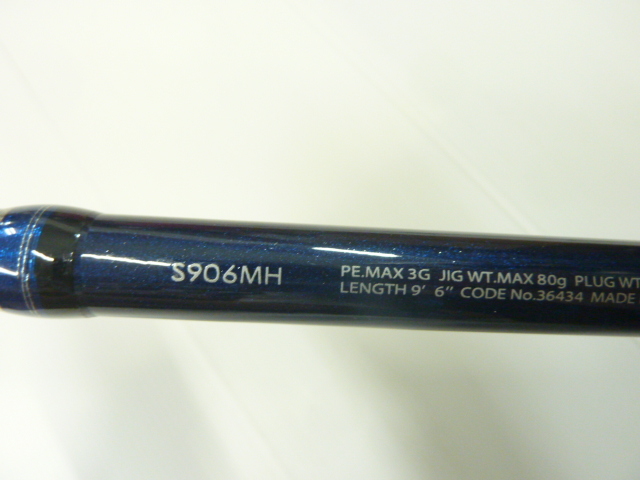 S906MH
PE.MAX 3G JIG WT.MAX 80g PLUG WT
LENGTH 9' 6" CODE No.36434 MADE